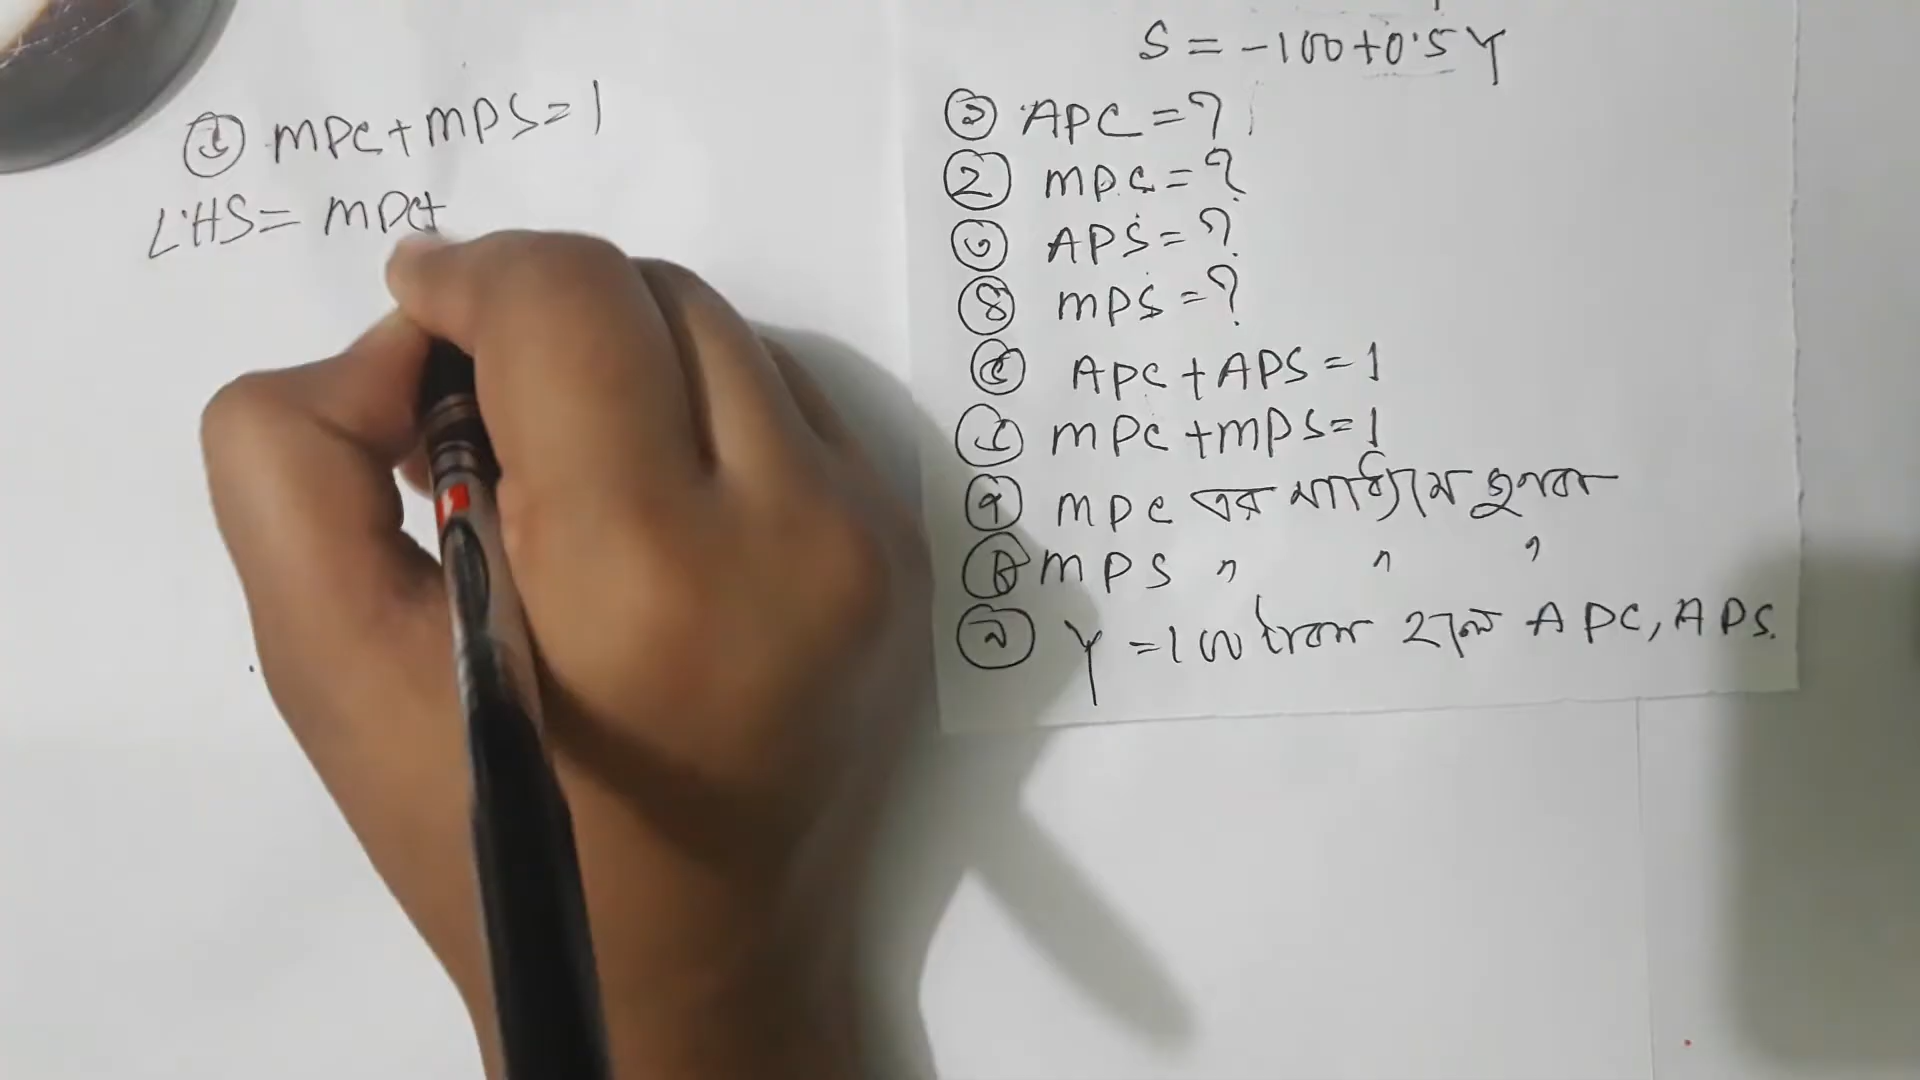 ৬ MPC+MPS=1
LHS= MPC+
S = -100+0.5Y
১ APC=?
2 MPC=?
৩ APS=?
৪ MPS=?
৫ APC+APS=1
৬ MPC+MPS=1
৭ MPC এর মাধ্যমে গুণক
৮ MPS " " "
৯ Y=100 টাকা হলে APC, APS.